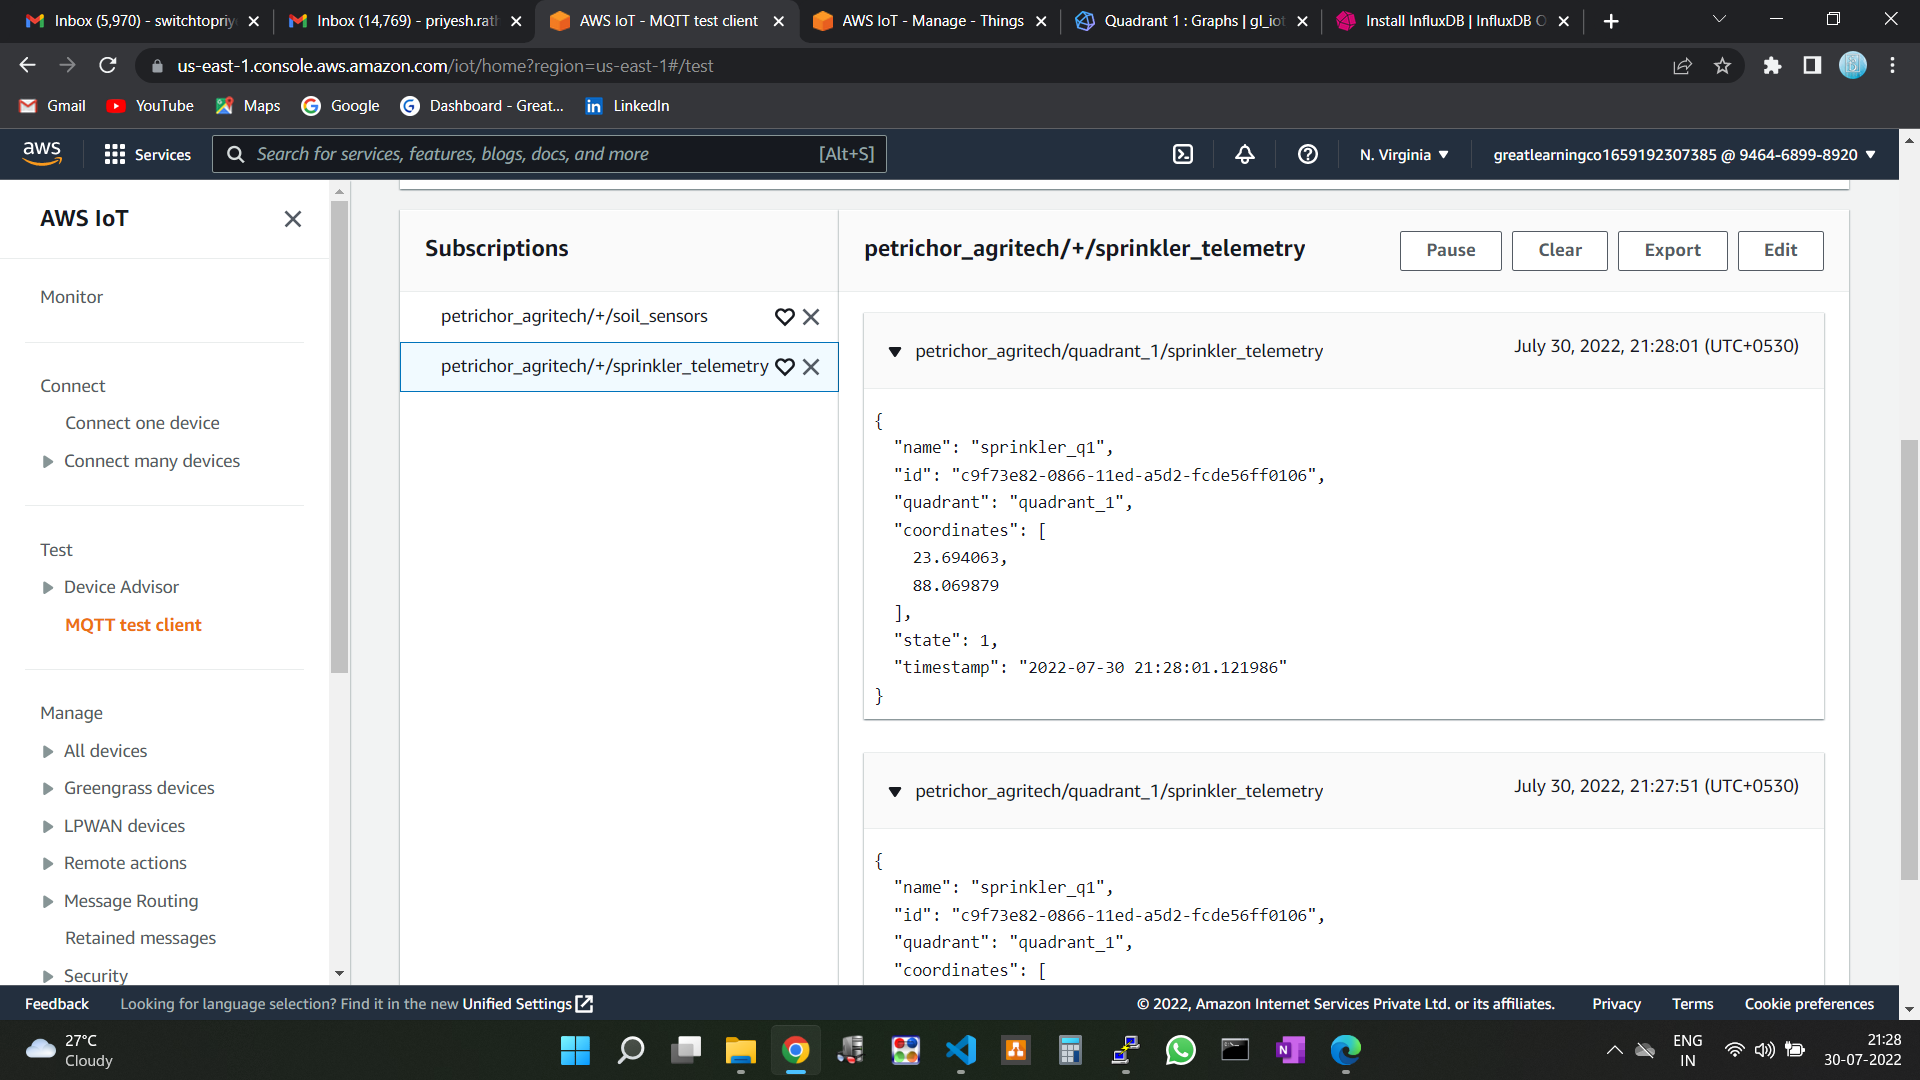 Inbox (5,970) - switchtopriy
Inbox (14,769) - priyesh.rath
AWS IoT - MQTT test client
AWS IoT - Manage - Things
Quadrant 1 : Graphs | gl_iot
Install InfluxDB | InfluxDB O
us-east-1.console.aws.amazon.com/iot/home?region=us-east-1#/test
Gmail
YouTube
Maps
Google
Dashboard - Great...
LinkedIn
aws
Services
Search for services, features, blogs, docs, and more
[Alt+S]
N. Virginia
greatlearningco1659192307385 @ 9464-6899-8920
AWS IoT
Monitor
Connect
Connect one device
Connect many devices
Test
Device Advisor
MQTT test client
Manage
All devices
Greengrass devices
LPWAN devices
Remote actions
Message Routing
Retained messages
Security
Subscriptions
petrichor_agritech/+/soil_sensors
petrichor_agritech/+/sprinkler_telemetry
petrichor_agritech/+/sprinkler_telemetry
Pause
Clear
Export
Edit
petrichor_agritech/quadrant_1/sprinkler_telemetry
July 30, 2022, 21:28:01 (UTC+0530)
{
"name": "sprinkler_q1",
"id": "c9f73e82-0866-11ed-a5d2-fcde56ff0106",
"quadrant": "quadrant_1",
"coordinates": [
23.694063,
88.069879
],
"state": 1,
"timestamp": "2022-07-30 21:28:01.121986"
}
petrichor_agritech/quadrant_1/sprinkler_telemetry
July 30, 2022, 21:27:51 (UTC+0530)
{
"name": "sprinkler_q1",
"id": "c9f73e82-0866-11ed-a5d2-fcde56ff0106",
"quadrant": "quadrant_1",
"coordinates": [
Feedback
Looking for language selection? Find it in the new Unified Settings
© 2022, Amazon Internet Services Private Ltd. or its affiliates.
Privacy
Terms
Cookie preferences
27°C
Cloudy
ENG
IN
21:28
30-07-2022